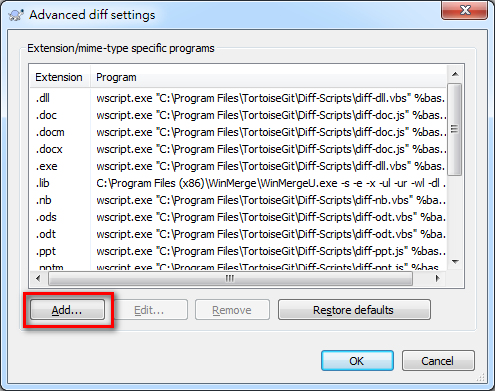 Advanced diff settings
Extension/mime-type specific programs
Extension Program
.dll wscript.exe "C:\Program Files\TortoiseGit\Diff-Scripts\diff-dll.vbs" %bas...
.doc wscript.exe "C:\Program Files\TortoiseGit\Diff-Scripts\diff-doc.js" %bas...
.docm wscript.exe "C:\Program Files\TortoiseGit\Diff-Scripts\diff-doc.js" %bas...
.docx wscript.exe "C:\Program Files\TortoiseGit\Diff-Scripts\diff-doc.js" %bas...
.exe wscript.exe "C:\Program Files\TortoiseGit\Diff-Scripts\diff-dll.vbs" %bas...
.lib C:\Program Files (x86)\WinMerge\WinMergeU.exe -s -e -x -ul -ur -wl -dl ...
.nb wscript.exe "C:\Program Files\TortoiseGit\Diff-Scripts\diff-nb.vbs" %bas...
.ods wscript.exe "C:\Program Files\TortoiseGit\Diff-Scripts\diff-odt.vbs" %ba...
.odt wscript.exe "C:\Program Files\TortoiseGit\Diff-Scripts\diff-odt.vbs" %ba...
.ppt wscript.exe "C:\Program Files\TortoiseGit\Diff-Scripts\diff-ppt.js" %bas...
.pptm wscript.exe "C:\Program Files\TortoiseGit\Diff-Scripts\diff-ppt.js" %bas...
Add... Edit... Remove Restore defaults
OK Cancel